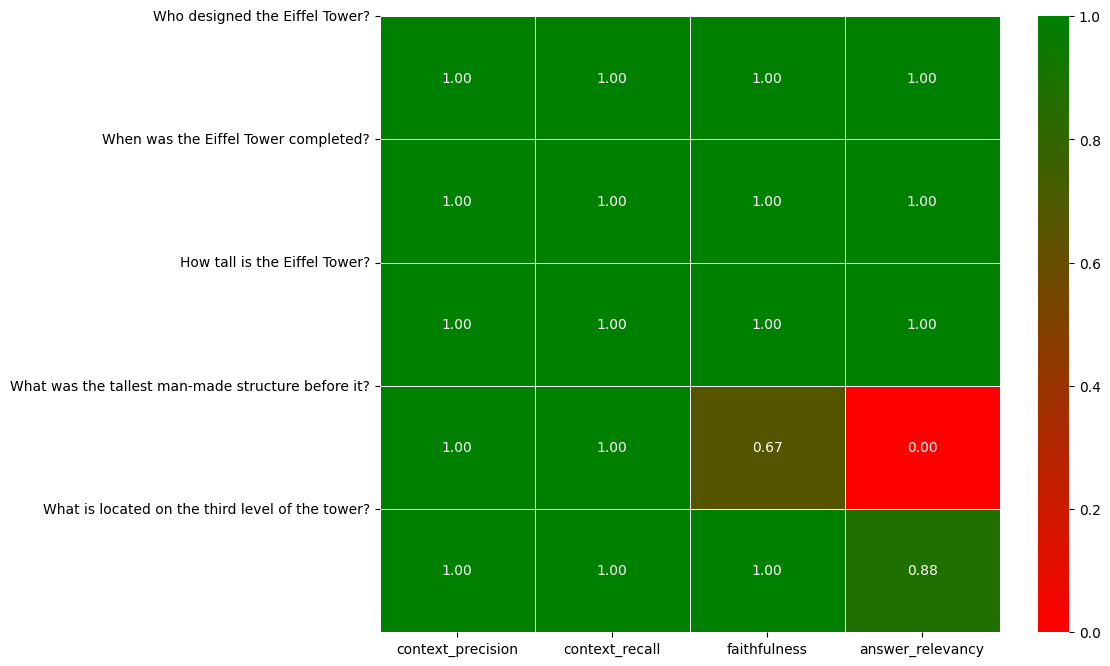 Who designed the Eiffel Tower?
1.00 1.00 1.00 1.00
When was the Eiffel Tower completed?
1.00 1.00 1.00 1.00
How tall is the Eiffel Tower?
1.00 1.00 1.00 1.00
What was the tallest man-made structure before it?
1.00 1.00 0.67 0.00
What is located on the third level of the tower?
1.00 1.00 1.00 0.88
context_precision context_recall faithfulness answer_relevancy
1.0
0.8
0.6
0.4
0.2
0.0